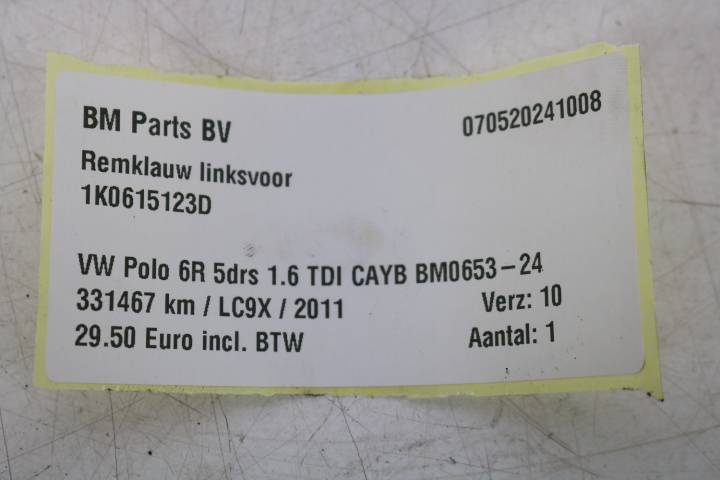 BM Parts BV 070520241008
Remklauw linksvoor
1K0615123D
VW Polo 6R 5drs 1.6 TDI CAYB BM0653-24
331467 km / LC9X / 2011 Verz: 10
29.50 Euro incl. BTW Aantal: 1